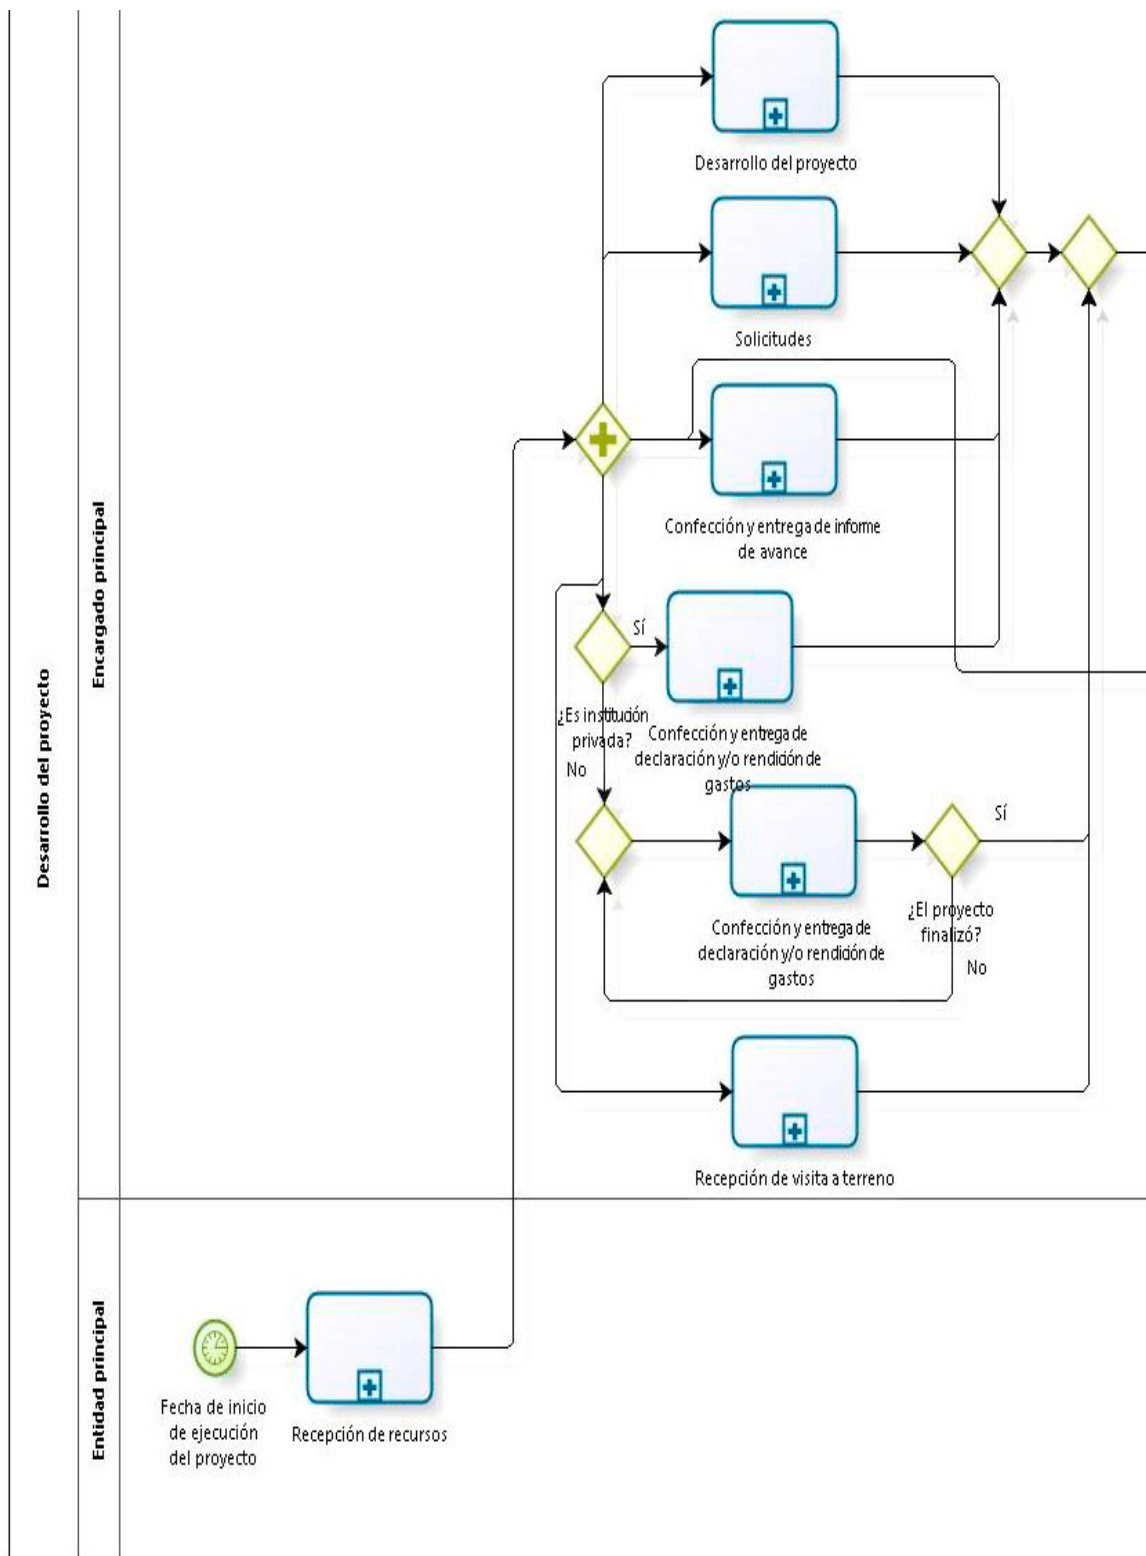 Desarrollo del proyecto
Encargado principal
Desarrollo del proyecto
Solicitudes
Confección y entrega de informe
de avance
Sí
¿Es institución
privada?
No
Confección y entrega de
declaración y/o rendición de
gastos
Sí
¿El proyecto
finalizó?
No
Confección y entrega de
declaración y/o rendición de
gastos
Recepción de visita a terreno
Entidad principal
Fecha de inicio
de ejecución
del proyecto
Recepción de recursos